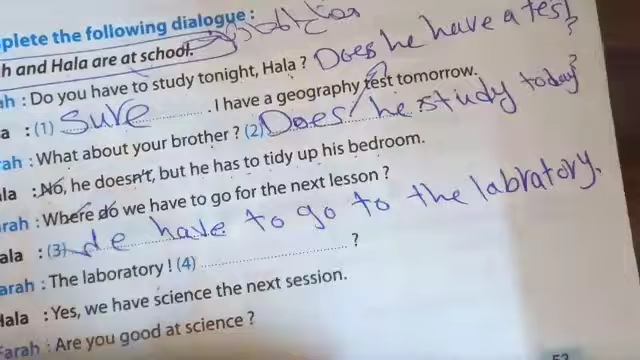 plete the following dialogue :
h and Hala are at school. Does he have a test
ah : Do you have to study tonight, Hala ? ?
a : (1) Sure . I have a geography test tomorrow.
rah : What about your brother ? (2) Does he study today ?
ala : No, he doesn't, but he has to tidy up his bedroom.
rah : Where do we have to go for the next lesson ?
ala : (3) We have to go to the labratory.
arah : The laboratory ! (4) ?
Hala : Yes, we have science the next session.
Farah : Are you good at science ?